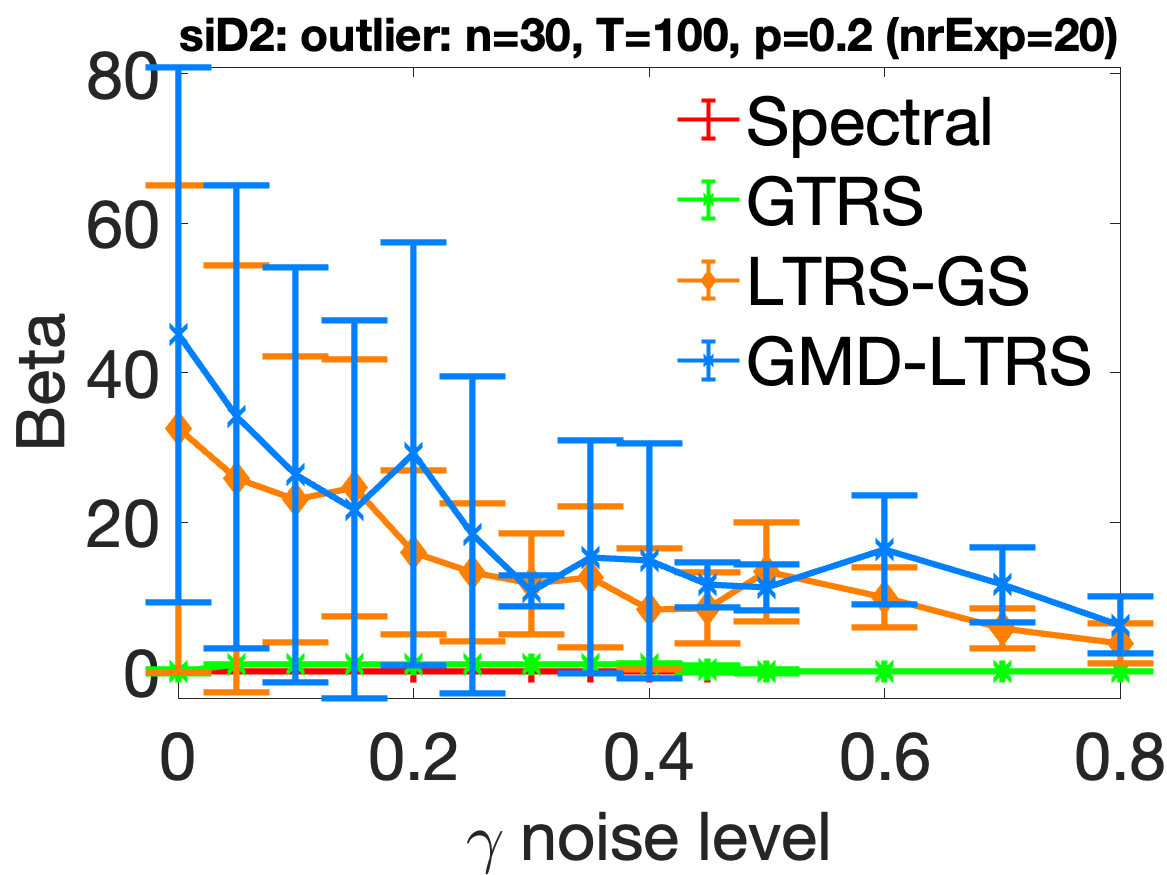 siD2: outlier: n=30, T=100, p=0.2 (nrExp=20)
80
60
40
20
0
Beta
Spectral
GTRS
LTRS-GS
GMD-LTRS
0 0.2 0.4 0.6 0.8
γ noise level